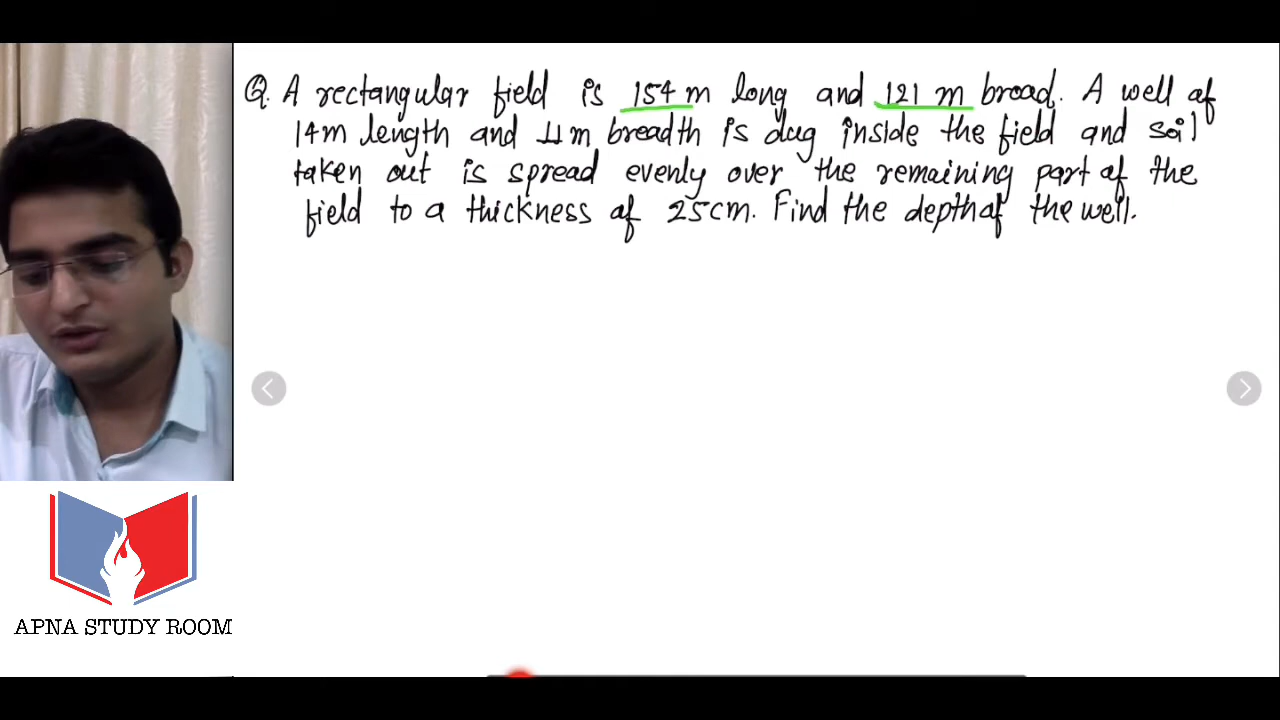 Q. A rectangular field is 154 m long and 121 m broad. A well of
14m length and 11m breadth is dug inside the field and soil
taken out is spread evenly over the remaining part of the
field to a thickness of 25cm. Find the depth of the well.
APNA STUDY ROOM